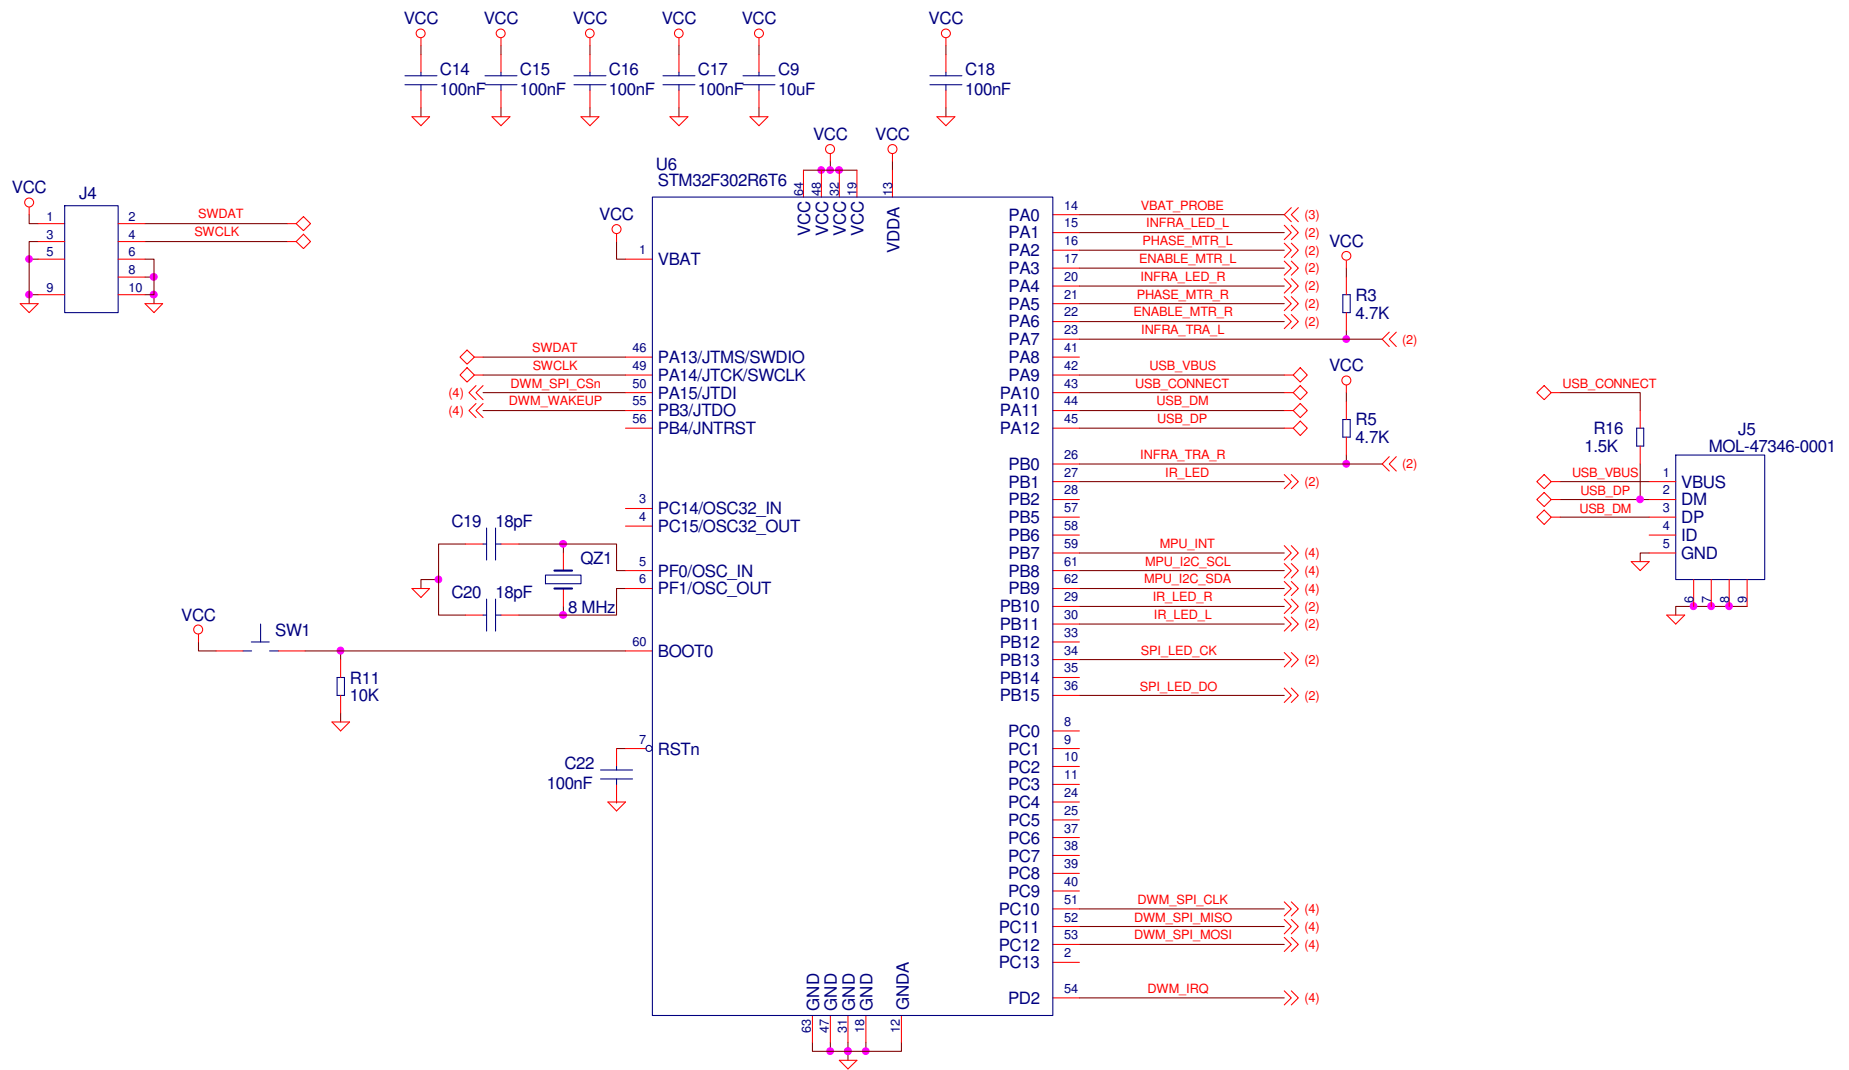 VCC VCC VCC VCC VCC VCC
C14 C15 C16 C17 C9 C18
100nF 100nF 100nF 100nF 10uF 100nF
VCC VCC
U6
STM32F302R6T6
64 48 32 19 13
VCC VCC VCC VCC VDDA
VCC
J4
1 2 SWDAT
3 4 SWCLK
5 6
8
9 10
VCC
1 VBAT
SWDAT 46 PA13/JTMS/SWDIO
SWCLK 49 PA14/JTCK/SWCLK
(4) DWM_SPI_CSn 50 PA15/JTDI
(4) DWM_WAKEUP 55 PB3/JTDO
56 PB4/JNTRST
3 PC14/OSC32_IN
4 PC15/OSC32_OUT
C19 18pF
QZ1
5 PF0/OSC_IN
6 PF1/OSC_OUT
C20 18pF
8 MHz
VCC
SW1
60 BOOT0
R11
10K
7 RSTn
C22
100nF
PA0 14 VBAT_PROBE (3)
PA1 15 INFRA_LED_L (2)
PA2 16 PHASE_MTR_L (2)
PA3 17 ENABLE_MTR_L (2)
PA4 20 INFRA_LED_R (2)
PA5 21 PHASE_MTR_R (2)
PA6 22 ENABLE_MTR_R (2)
PA7 23 INFRA_TRA_L (2)
VCC
R3
4.7K
PA8 41
PA9 42 USB_VBUS
PA10 43 USB_CONNECT
PA11 44 USB_DM
PA12 45 USB_DP
VCC
R5
4.7K
PB0 26 INFRA_TRA_R (2)
PB1 27 IR_LED (2)
PB2 28
PB5 57
PB6 58
PB7 59 MPU_INT (4)
PB8 61 MPU_I2C_SCL (4)
PB9 62 MPU_I2C_SDA (4)
PB10 29 IR_LED_R (2)
PB11 30 IR_LED_L (2)
PB12 33
PB13 34 SPI_LED_CK (2)
PB14 35
PB15 36 SPI_LED_DO (2)
PC0 8
PC1 9
PC2 10
PC3 11
PC4 24
PC5 25
PC6 37
PC7 38
PC8 39
PC9 40
PC10 51 DWM_SPI_CLK (4)
PC11 52 DWM_SPI_MISO (4)
PC12 53 DWM_SPI_MOSI (4)
PC13 2
PD2 54 DWM_IRQ (4)
GND GND GND GND GNDA
63 47 31 18 12
USB_CONNECT
R16
1.5K
J5
MOL-47346-0001
USB_VBUS 1 VBUS
USB_DP 2 DM
USB_DM 3 DP
4 ID
5 GND
6 7 8 9